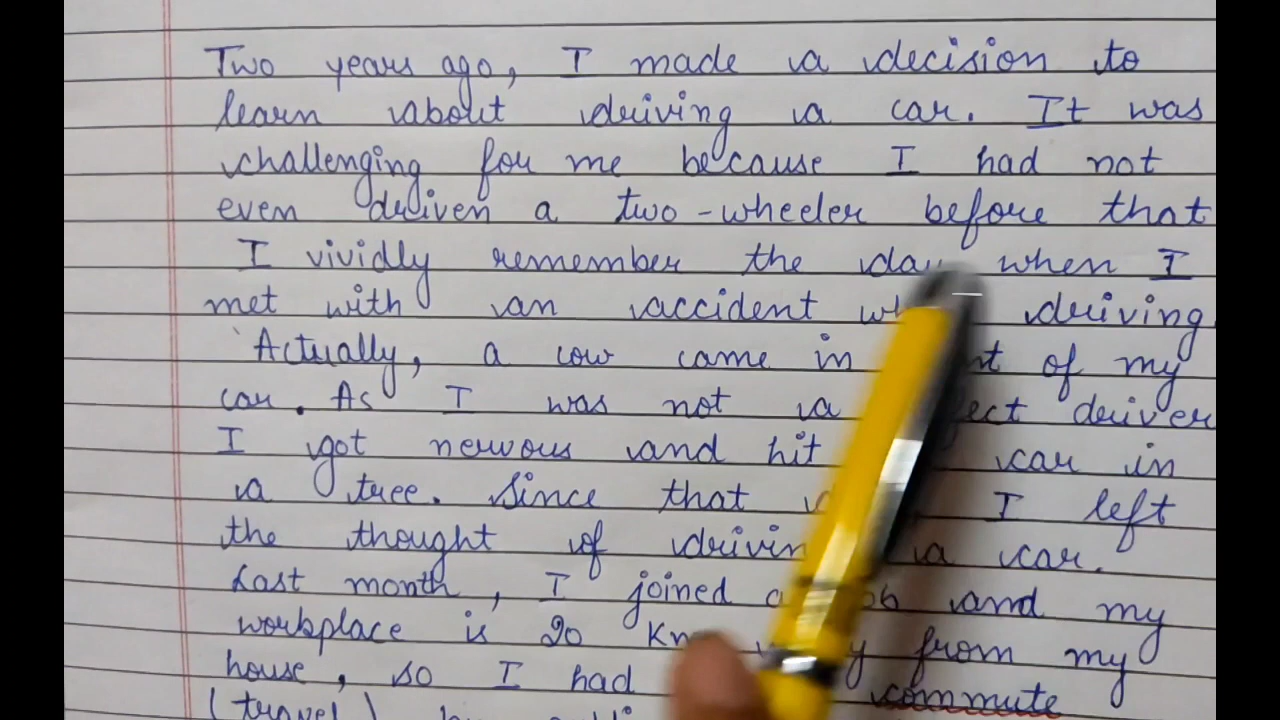 Two years ago, I made a decision to
learn about driving a car. It was
challenging for me because I had not
even driven a two-wheeler before that
I vividly remember the day when I
met with an accident driving
Actually, a cow came in of my
car. As I was not a driver
I got nervous and hit car in
a tree. Since that I left
the thought of driving a car.
Last month, I joined a and my
workplace is 20 from my
house, so I had commute
(travel)